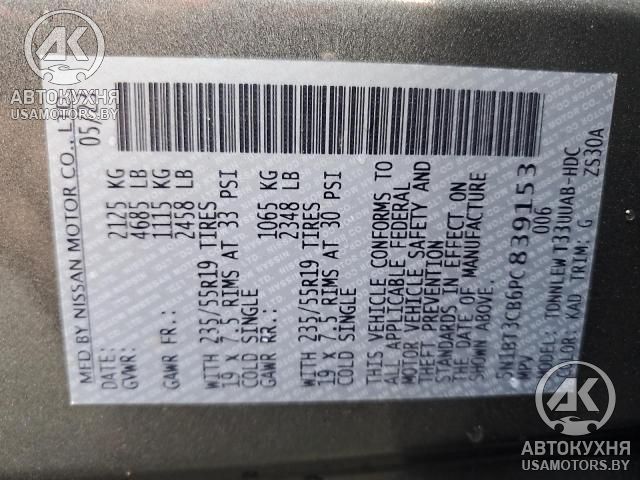 MFD BY NISSAN MOTOR CO., LTD.
DATE: 05/23
GVWR: 2125 KG
4685 LB
GAWR FR.: 1115 KG
2458 LB
WITH 235/55R19 TIRES
19 X 7.5 RIMS AT 33 PSI
COLD SINGLE
GAWR RR.: 1065 KG
2348 LB
WITH 235/55R19 TIRES
19 X 7.5 RIMS AT 30 PSI
COLD SINGLE
THIS VEHICLE CONFORMS TO
ALL APPLICABLE FEDERAL
MOTOR VEHICLE SAFETY AND
THEFT PREVENTION
STANDARDS IN EFFECT ON
THE DATE OF MANUFACTURE
SHOWN ABOVE.
5N1BT3CB6PC839153
MPV 006
MODEL: TDNNLEWT33UUAB-HDC
COLOR: KAD TRIM: G ZS30A
АВТОКУХНЯ
USAMOTORS.BY
АВТОКУХНЯ
USAMOTORS.BY